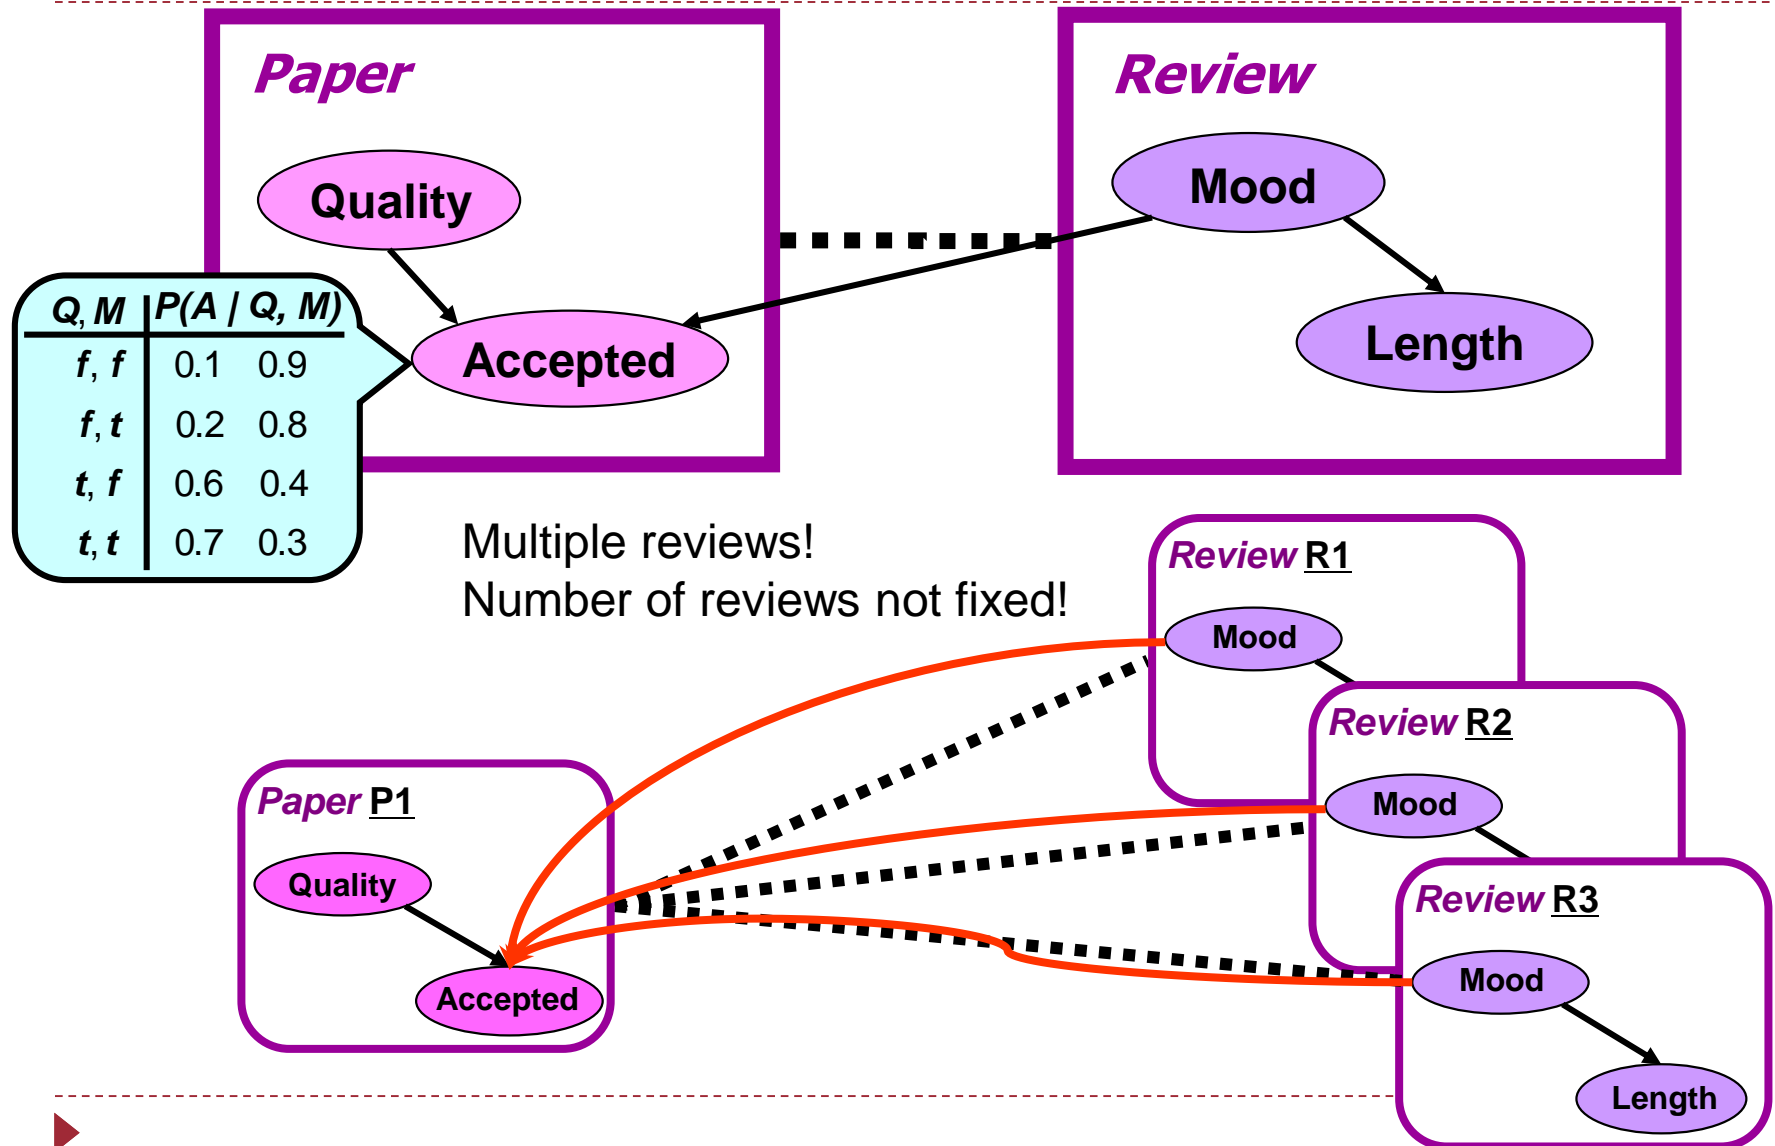 Paper
Review
Quality
Mood
Accepted
Length
Q, M P(A | Q, M)
f, f 0.1 0.9
f, t 0.2 0.8
t, f 0.6 0.4
t, t 0.7 0.3
Multiple reviews!
Number of reviews not fixed!
Review R1
Mood
Review R2
Mood
Review R3
Mood
Length
Paper P1
Quality
Accepted